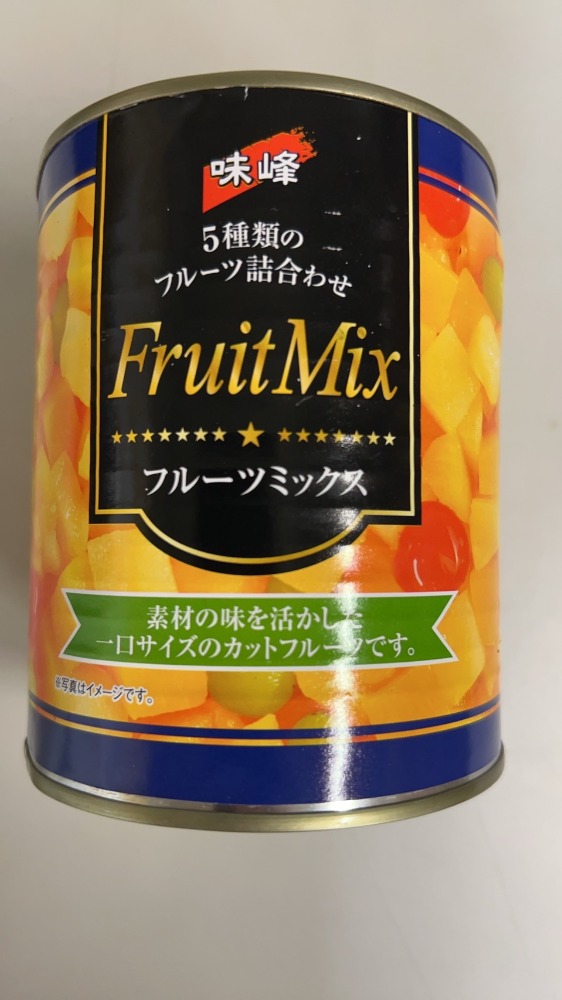 味峰
5種類の
フルーツ詰合わせ
FruitMix
フルーツミックス
素材の味を活かした
一口サイズのカットフルーツです。
※写真はイメージです。